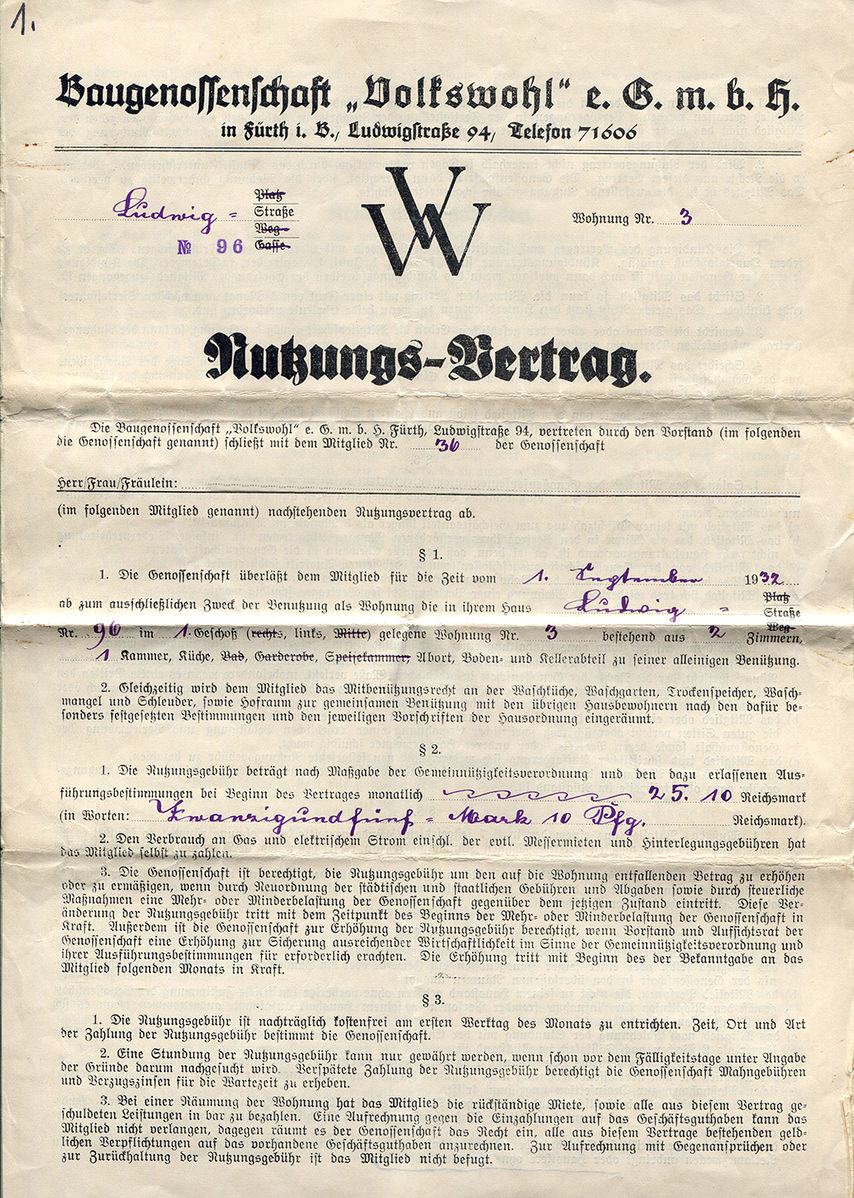 1.
Baugenossenschaft „Volkswohl“ e. G. m. b. H.
in Fürth i. B., Ludwigstraße 94, Telefon 71606
Ludwig=
Platz
Straße
Weg
Gasse
№ 96
VW
Wohnung Nr. 3
Nutzungs-Vertrag.
Die Baugenossenschaft „Volkswohl“ e. G. m. b. H. Fürth, Ludwigstraße 94, vertreten durch den Vorstand (im folgenden
die Genossenschaft genannt) schließt mit dem Mitglied Nr. 36 der Genossenschaft
Herr/Frau/Fräulein:
(im folgenden Mitglied genannt) nachstehenden Nutzungsvertrag ab.
§ 1.
1. Die Genossenschaft überläßt dem Mitglied für die Zeit vom 1. September 1932
ab zum ausschließlichen Zweck der Benutzung als Wohnung die in ihrem Haus Ludwig =
Platz
Straße
Weg
Nr. 96 im 1. Geschoß (rechts, links, Mitte) gelegene Wohnung Nr. 3 bestehend aus 2 Zimmern,
1 Kammer, Küche, Bad, Garderobe, Speisekammer, Abort, Boden- und Kellerabteil zu seiner alleinigen Benützung.
2. Gleichzeitig wird dem Mitglied das Mitbenützungsrecht an der Waschküche, Waschgarten, Trockenspeicher, Wasch-
mangel und Schleuder, sowie Hofraum zur gemeinsamen Benützung mit den übrigen Hausbewohnern nach den dafür be-
sonders festgesetzten Bestimmungen und den jeweiligen Vorschriften der Hausordnung eingeräumt.
§ 2.
1. Die Nutzungsgebühr beträgt nach Maßgabe der Gemeinnützigkeitsverordnung und den dazu erlassenen Aus-
führungsbestimmungen bei Beginn des Vertrages monatlich 25.10 Reichsmark
(in Worten: Zwanzigundfünf = Mark 10 Pfg. Reichsmark).
2. Den Verbrauch an Gas und elektrischem Strom einschl. der evtl. Messermieten und Hinterlegungsgebühren hat
das Mitglied selbst zu zahlen.
3. Die Genossenschaft ist berechtigt, die Nutzungsgebühr um den auf die Wohnung entfallenden Betrag zu erhöhen
oder zu ermäßigen, wenn durch Neuordnung der städtischen und staatlichen Gebühren und Abgaben sowie durch steuerliche
Maßnahmen eine Mehr- oder Minderbelastung der Genossenschaft gegenüber dem jetzigen Zustand eintritt. Diese Ver-
änderung der Nutzungsgebühr tritt mit dem Zeitpunkt des Beginns der Mehr- oder Minderbelastung der Genossenschaft in
Kraft. Außerdem ist die Genossenschaft zur Erhöhung der Nutzungsgebühr berechtigt, wenn Vorstand und Aufsichtsrat der
Genossenschaft eine Erhöhung zur Sicherung ausreichender Wirtschaftlichkeit im Sinne der Gemeinnützigkeitsverordnung und
ihrer Ausführungsbestimmungen für erforderlich erachten. Die Erhöhung tritt mit Beginn des der Bekanntgabe an das
Mitglied folgenden Monats in Kraft.
§ 3.
1. Die Nutzungsgebühr ist nachträglich kostenfrei am ersten Werktag des Monats zu entrichten. Zeit, Ort und Art
der Zahlung der Nutzungsgebühr bestimmt die Genossenschaft.
2. Eine Stundung der Nutzungsgebühr kann nur gewährt werden, wenn schon vor dem Fälligkeitstage unter Angabe
der Gründe darum nachgesucht wird. Verspätete Zahlung der Nutzungsgebühr berechtigt die Genossenschaft Mahngebühren
und Verzugszinsen für die Wartezeit zu erheben.
3. Bei einer Räumung der Wohnung hat das Mitglied die rückständige Miete, sowie alle aus diesem Vertrag ge-
schuldeten Leistungen in bar zu bezahlen. Eine Aufrechnung gegen die Einzahlungen auf das Geschäftsguthaben kann das
Mitglied nicht verlangen, dagegen räumt es der Genossenschaft das Recht ein, alle aus diesem Vertrage bestehenden geld-
lichen Verpflichtungen auf das vorhandene Geschäftsguthaben anzurechnen. Zur Aufrechnung mit Gegenansprüchen oder
zur Zurückhaltung der Nutzungsgebühr ist das Mitglied nicht befugt.